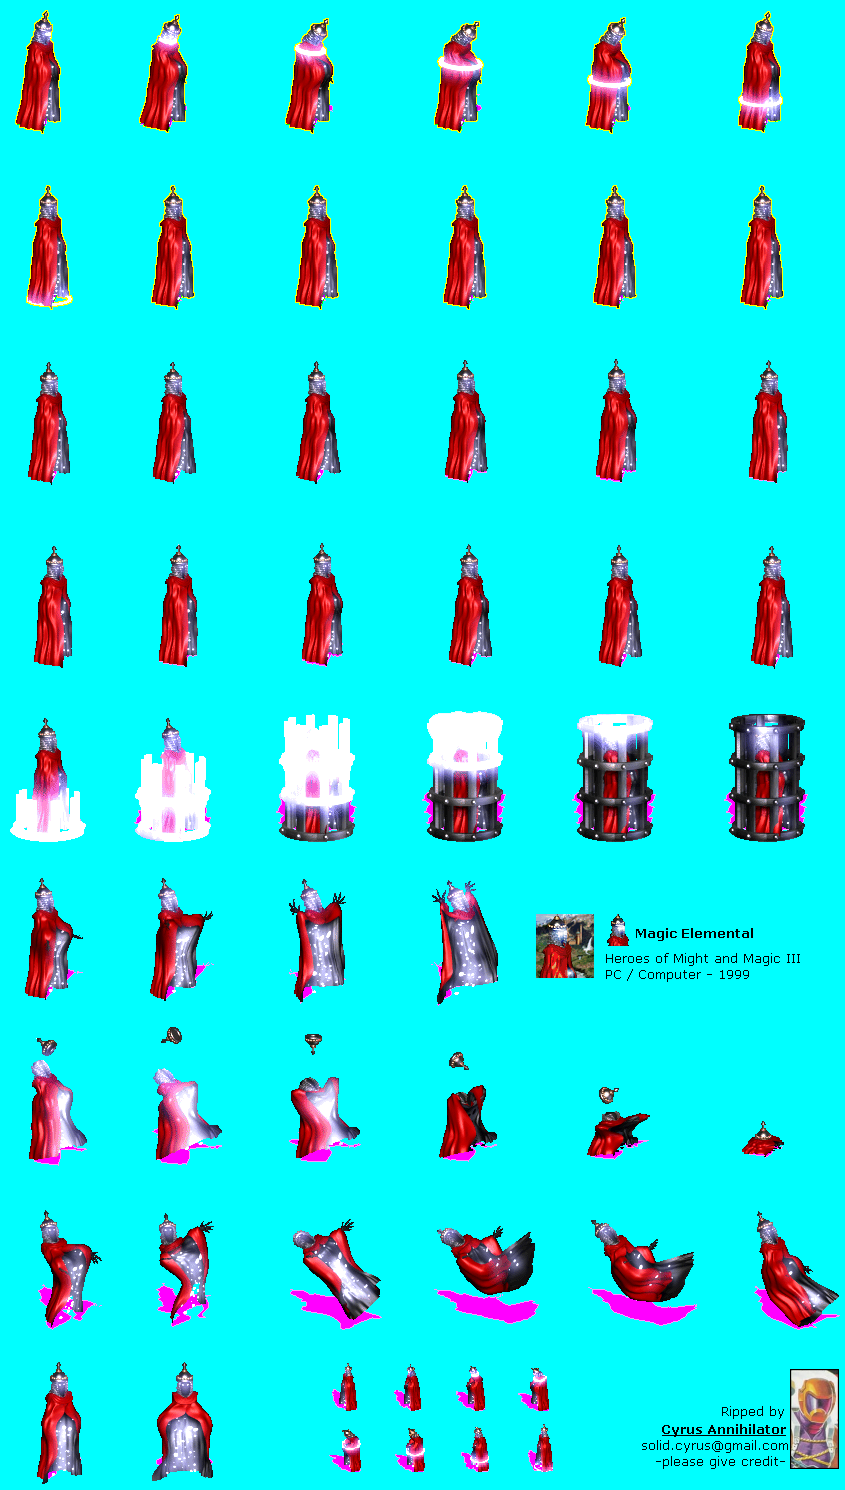 Magic Elemental
Heroes of Might and Magic III
PC / Computer - 1999
Ripped by
Cyrus Annihilator
solid.cyrus@gmail.com
-please give credit-